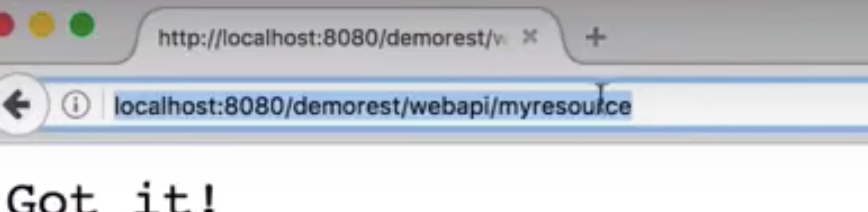 http://localhost:8080/demorest/w
localhost:8080/demorest/webapi/myresource
Got it!